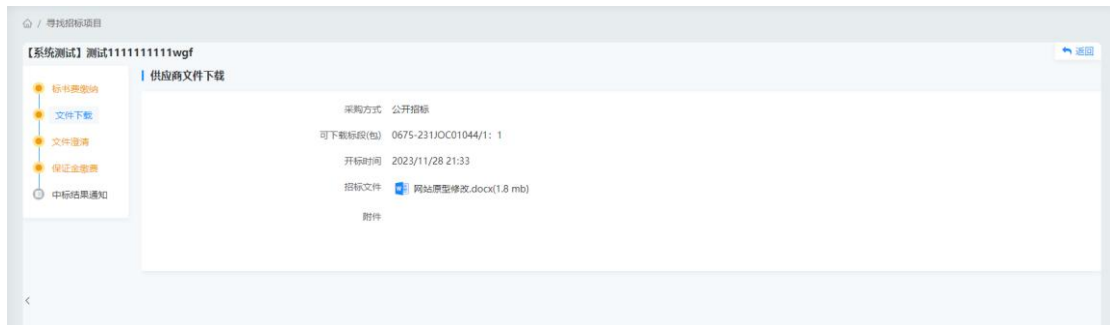 / 寻找招标项目
【系统测试】测试1111111111wgf
返回
标书费缴纳
文件下载
文件澄清
保证金缴费
中标结果通知
供应商文件下载
采购方式 公开招标
可下载标段(包) 0675-231JOC01044/1: 1
开标时间 2023/11/28 21:33
招标文件 网站原型修改.docx(1.8 mb)
附件